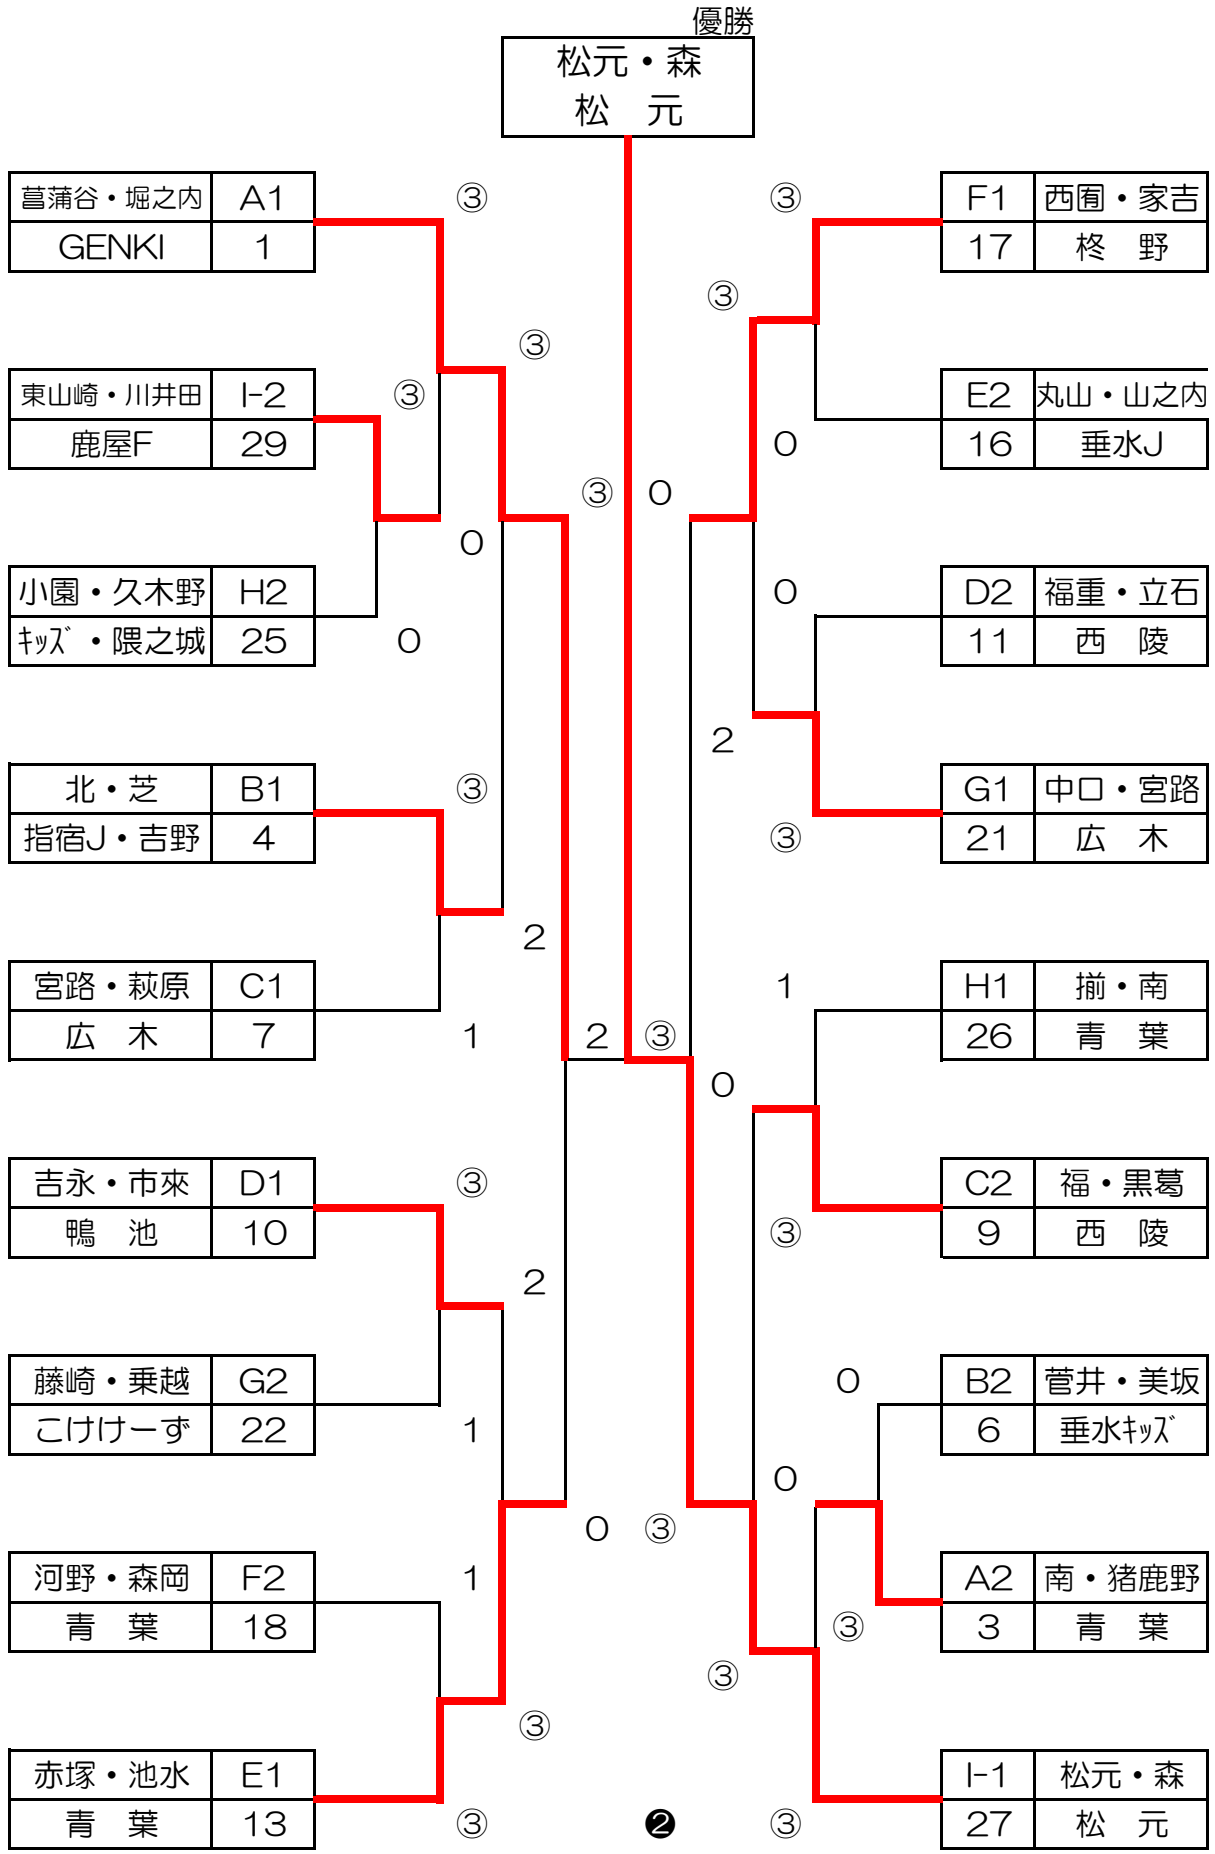 優勝
松元・森
松　元
菖蒲谷・堀之内 A1
GENKI 1
③
③
F1 西囿・家吉
17 柊　野
③
③
東山崎・川井田 I-2
鹿屋F 29
③
E2 丸山・山之内
16 垂水J
0
③
0
0
小園・久木野 H2
ｷｯｽﾞ・隈之城 25
0
0
D2 福重・立石
11 西　陵
2
北・芝 B1
指宿J・吉野 4
③
G1 中口・宮路
21 広　木
③
2
宮路・萩原 C1
広　木 7
1
1
H1 揃・南
26 青　葉
2
③
0
吉永・市來 D1
鴨　池 10
③
C2 福・黒葛
9 西　陵
③
2
藤崎・乗越 G2
こけけーず 22
1
0
B2 菅井・美坂
6 垂水ｷｯｽﾞ
0
0
③
河野・森岡 F2
青　葉 18
1
A2 南・猪鹿野
3 青　葉
③
③
③
赤塚・池水 E1
青　葉 13
③
❷
③
I-1 松元・森
27 松　元